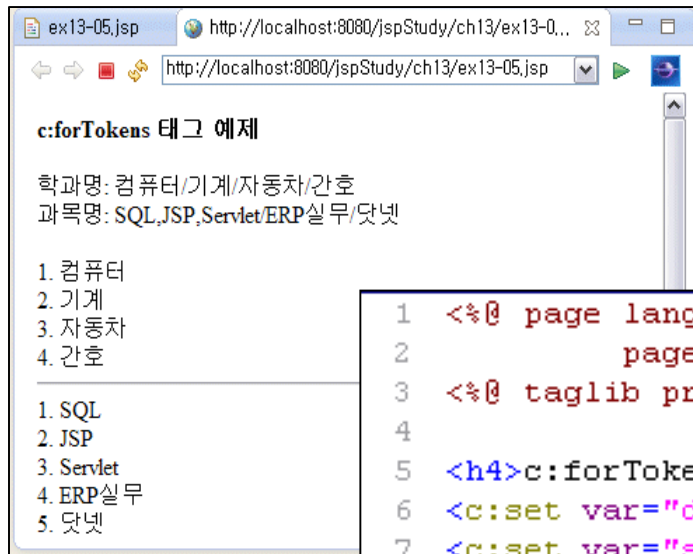 ex13-05.jsp
http://localhost:8080/jspStudy/ch13/ex13-0...
http://localhost:8080/jspStudy/ch13/ex13-05.jsp
c:forTokens 태그 예제
학과명: 컴퓨터/기계/자동차/간호
과목명: SQL,JSP,Servlet/ERP실무/닷넷
1. 컴퓨터
2. 기계
3. 자동차
4. 간호
1. SQL
2. JSP
3. Servlet
4. ERP실무
5. 닷넷
1 <%@ page lang
2 page
3 <%@ taglib pr
4
5 <h4>c:forToke
6 <c:set var="d
7 <c:set var="s